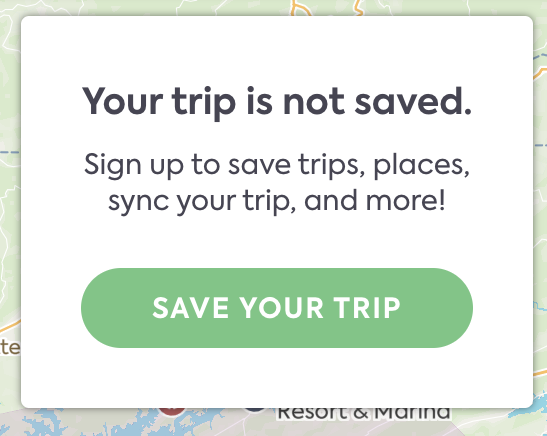 Your trip is not saved.
Sign up to save trips, places,
sync your trip, and more!
SAVE YOUR TRIP
te
Resort & Marina